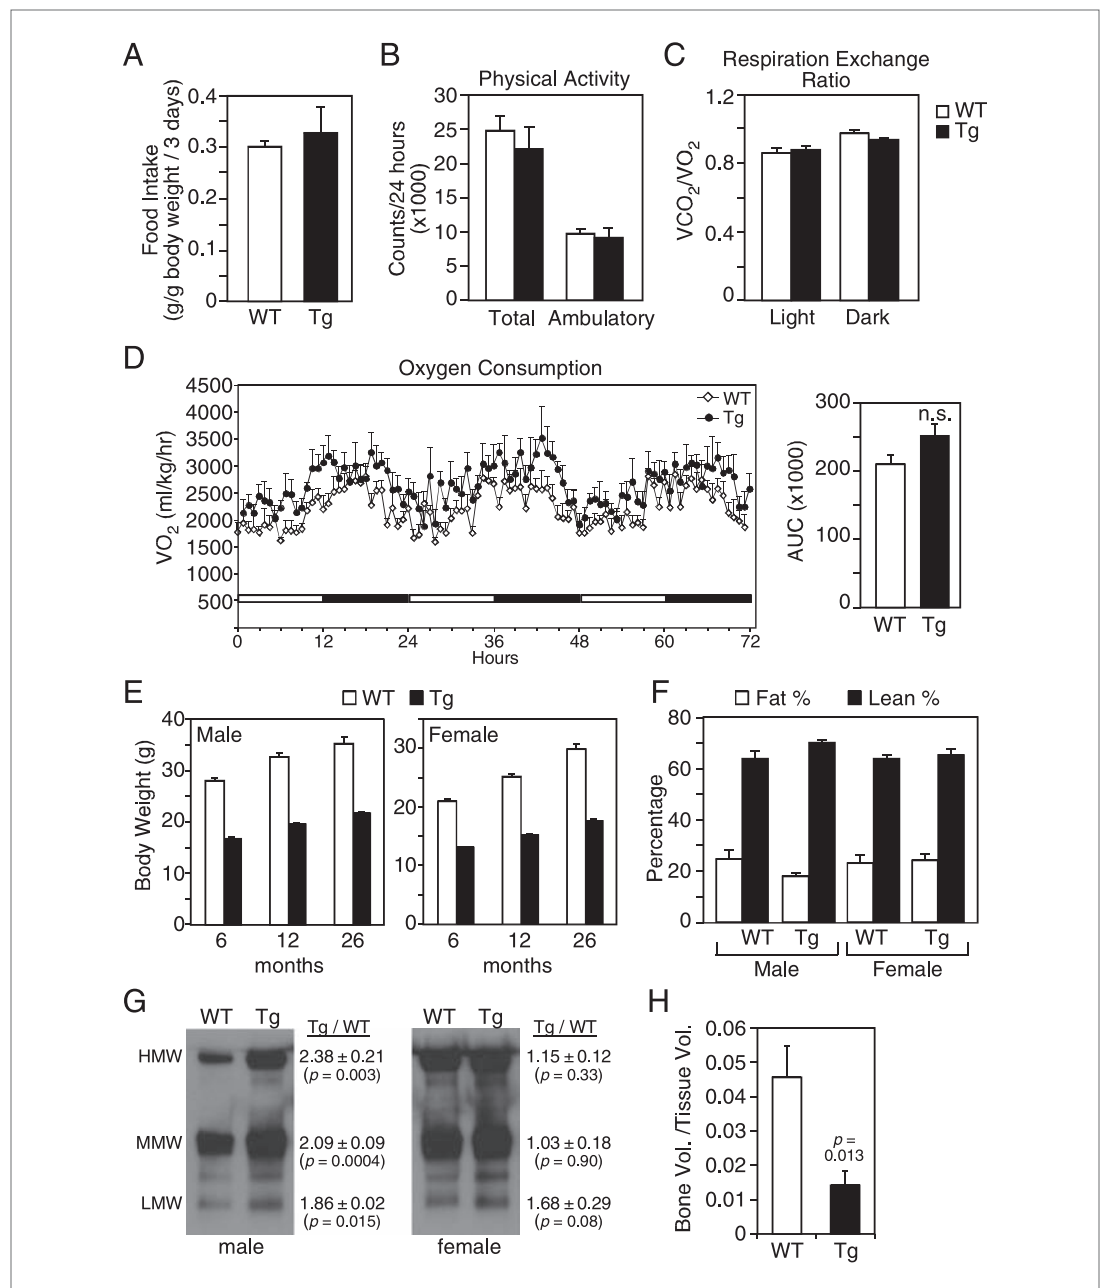 A
Food Intake
(g/g body weight / 3 days)
0.4
0.3
0.2
0.1
0
WT Tg
B
Physical Activity
Counts/24 hours
(x1000)
30
25
20
15
10
5
0
Total Ambulatory
C
Respiration Exchange
Ratio
VCO2/VO2
1.2
0.8
0.4
0
Light Dark
WT
Tg
D
Oxygen Consumption
VO2 (ml/kg/hr)
4500
4000
3500
3000
2500
2000
1500
1000
500
WT
Tg
0 12 24 36 48 60 72
Hours
AUC (x1000)
300
200
100
0
n.s.
WT Tg
E
WT Tg
Body Weight (g)
40
30
20
10
0
Male
6 12 26
months
30
20
10
0
Female
6 12 26
months
F
Fat % Lean %
Percentage
80
60
40
20
0
WT Tg WT Tg
Male Female
G
WT Tg
Tg / WT
HMW
2.38 ± 0.21
(p = 0.003)
MMW
2.09 ± 0.09
(p = 0.0004)
LMW
1.86 ± 0.02
(p = 0.015)
male
WT Tg
Tg / WT
1.15 ± 0.12
(p = 0.33)
1.03 ± 0.18
(p = 0.90)
1.68 ± 0.29
(p = 0.08)
female
H
Bone Vol. /Tissue Vol.
0.06
0.05
0.04
0.03
0.02
0.01
0
p =
0.013
WT Tg